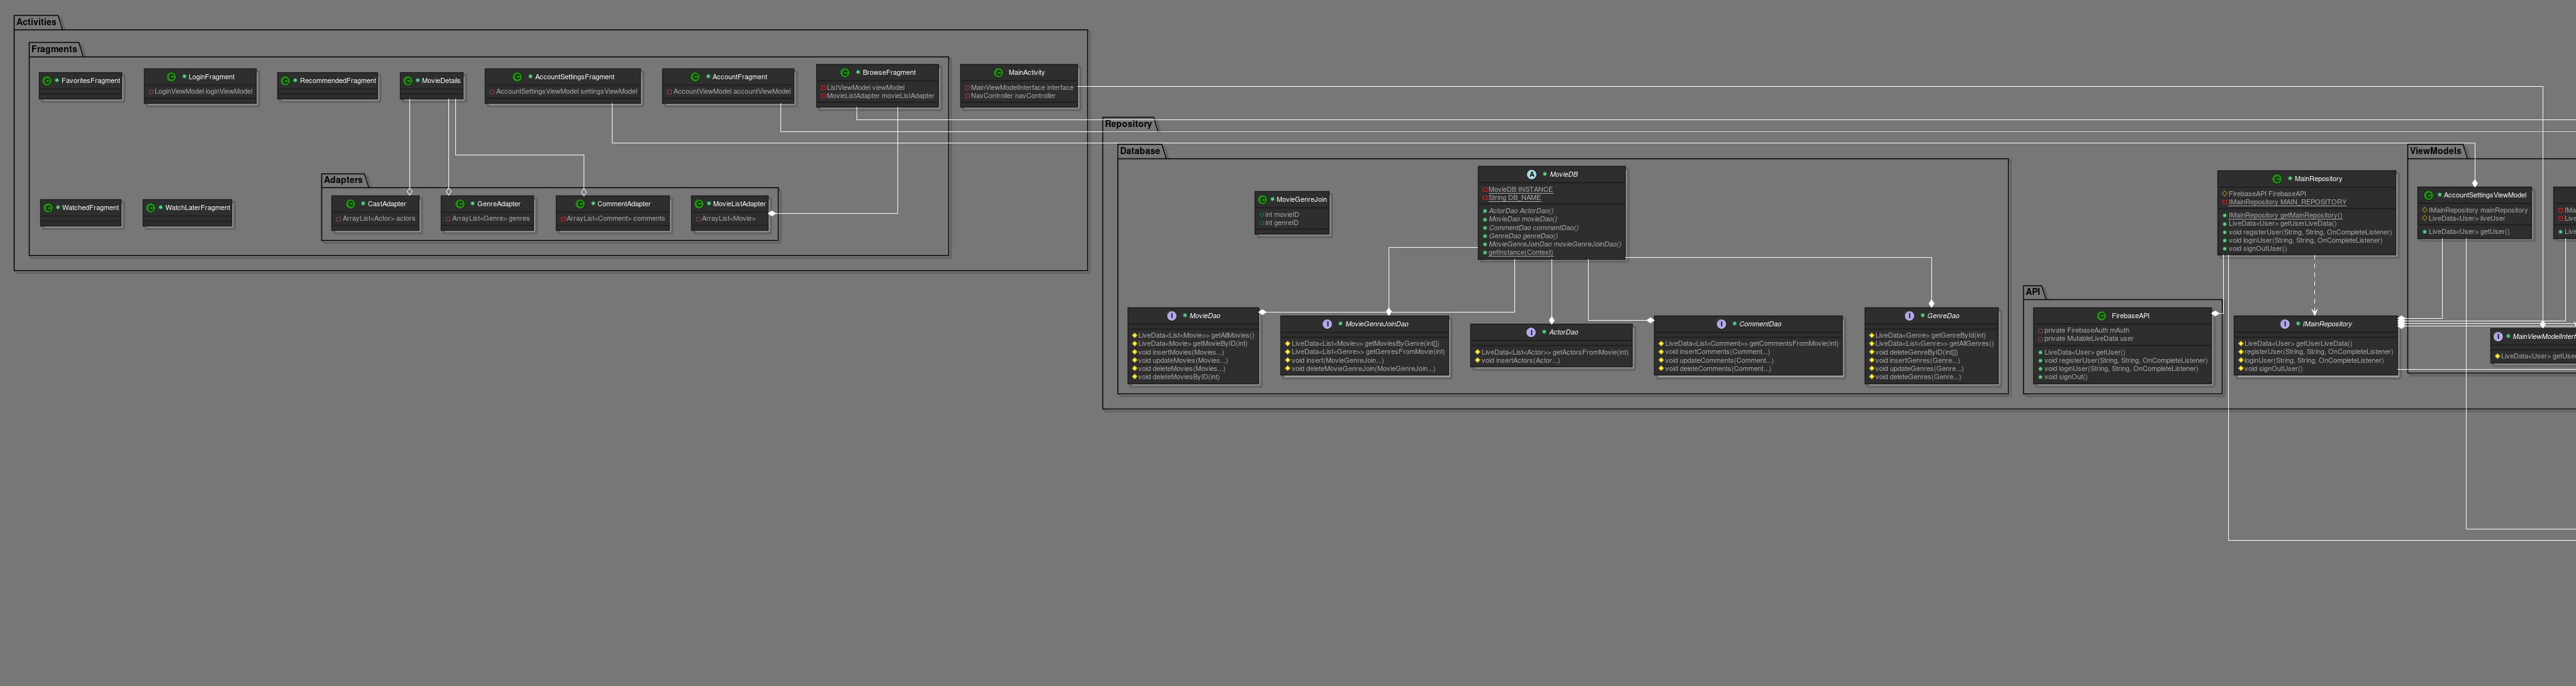 Activities
Fragments
FavoritesFragment
LoginFragment
LoginViewModel loginViewModel
RecommendedFragment
MovieDetails
AccountSettingsFragment
AccountSettingsViewModel settingsViewModel
AccountFragment
AccountViewModel accountViewModel
BrowseFragment
ListViewModel viewModel
MovieListAdapter movieListAdapter
MainActivity
MainViewModelInterface interface
NavController navController
WatchedFragment
WatchLaterFragment
Adapters
CastAdapter
ArrayList<Actor> actors
GenreAdapter
ArrayList<Genre> genres
CommentAdapter
ArrayList<Comment> comments
MovieListAdapter
ArrayList<Movie>
Repository
Database
MovieGenreJoin
int movieID
int genreID
MovieDB
MovieDB INSTANCE
String DB_NAME
ActorDao ActorDao()
MovieDao movieDao()
CommentDao commentDao()
GenreDao genreDao()
MovieGenreJoinDao movieGenreJoinDao()
getInstance(Context)
MovieDao
LiveData<List<Movie>> getAllMovies()
LiveData<Movie> getMovieByID(int)
void insertMovies(Movies...)
void updateMovies(Movies...)
void deleteMovies(Movies...)
void deleteMoviesByID(int)
MovieGenreJoinDao
LiveData<List<Movie>> getMoviesByGenre(int[])
LiveData<List<Genre>> getGenresFromMovie(int)
void insert(MovieGenreJoin...)
void deleteMovieGenreJoin(MovieGenreJoin...)
ActorDao
LiveData<List<Actor>> getActorsFromMovie(int)
void insertActors(Actor...)
CommentDao
LiveData<List<Comment>> getCommentsFromMovie(int)
void insertComments(Comment...)
void updateComments(Comment...)
void deleteComments(Comment...)
GenreDao
LiveData<Genre> getGenreById(int)
LiveData<List<Genre>> getAllGenres()
void deleteGenreByID(int[])
void insertGenres(Genre...)
void updateGenres(Genre...)
void deleteGenres(Genre...)
API
FirebaseAPI
private FirebaseAuth mAuth
private MutableLiveData user
LiveData<User> getUser()
void registerUser(String, String, OnCompleteListener)
void loginUser(String, String, OnCompleteListener)
void signOut()
MainRepository
FirebaseAPI FirebaseAPI
IMainRepository MAIN_REPOSITORY
IMainRepository getMainRepository()
LiveData<User> getUserLiveData()
void registerUser(String, String, OnCompleteListener)
void loginUser(String, String, OnCompleteListener)
void signOutUser()
IMainRepository
LiveData<User> getUserLiveData()
registerUser(String, String, OnCompleteListener)
loginUser(String, String, OnCompleteListener)
void signOutUser()
ViewModels
AccountSettingsViewModel
IMainRepository mainRepository
LiveData<User> liveUser
LiveData<User> getUser()
IMa
Live
Live
MainViewModelInterf
LiveData<User> getUse